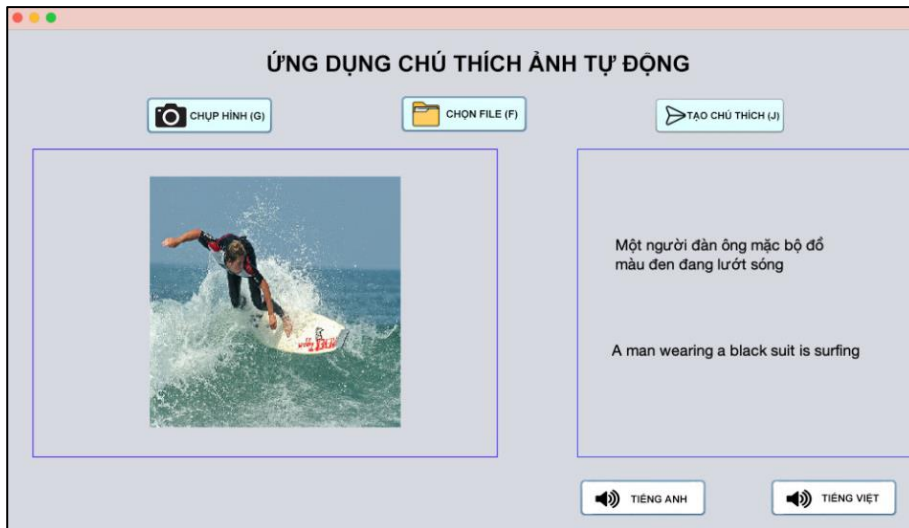 ỨNG DỤNG CHÚ THÍCH ẢNH TỰ ĐỘNG
CHỤP HÌNH (G)
CHỌN FILE (F)
TẠO CHÚ THÍCH (J)
Một người đàn ông mặc bộ đồ
màu đen đang lướt sóng
A man wearing a black suit is surfing
TIẾNG ANH
TIẾNG VIỆT